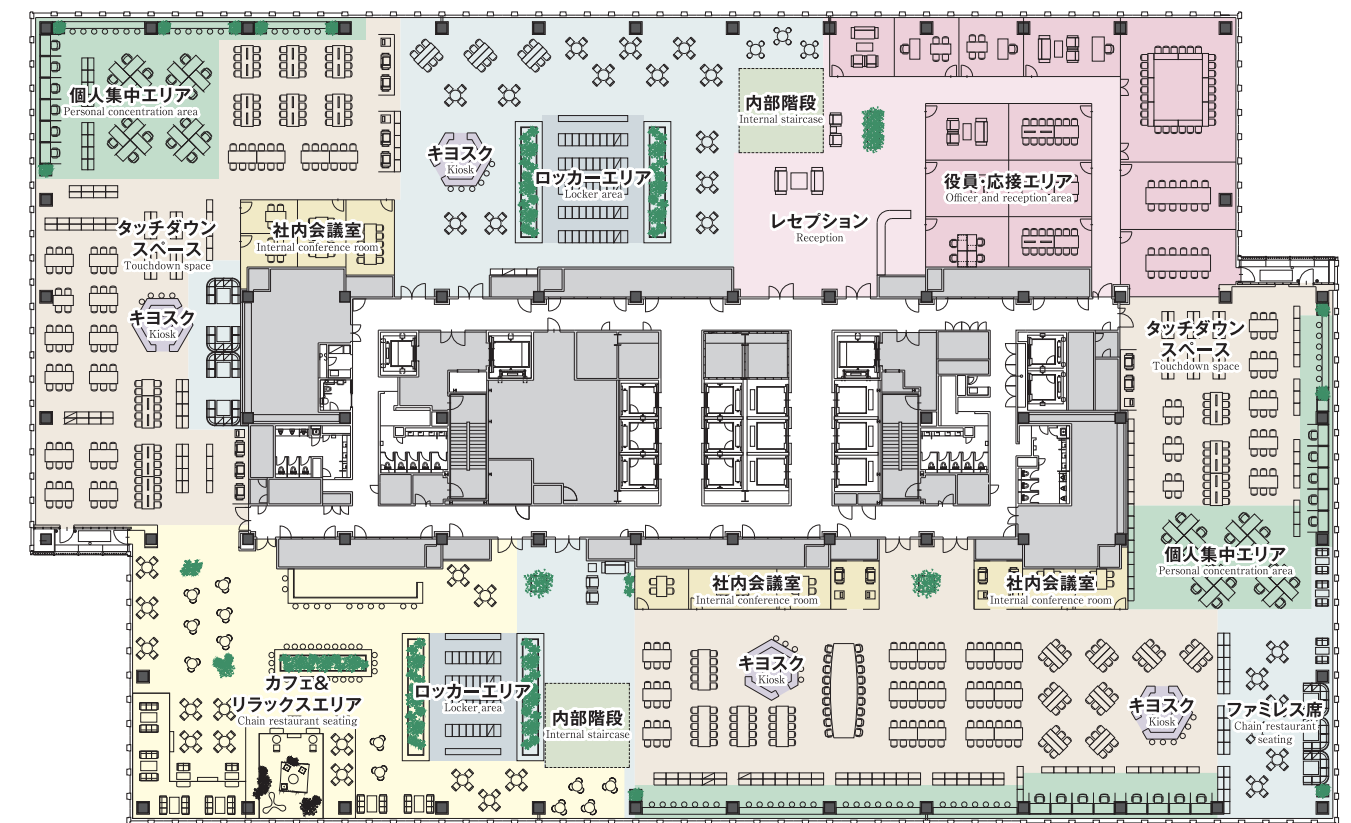 個人集中エリア
Personal concentration area
キヨスク
Kiosk
ロッカーエリア
Locker area
内部階段
Internal staircase
役員・応接エリア
Officer and reception area
レセプション
Reception
タッチダウン
スペース
Touchdown space
社内会議室
Internal conference room
キヨスク
Kiosk
タッチダウン
スペース
Touchdown space
個人集中エリア
Personal concentration area
社内会議室
Internal conference room
社内会議室
Internal conference room
カフェ&
リラックスエリア
Chain restaurant seating
ロッカーエリア
Locker area
内部階段
Internal staircase
キヨスク
Kiosk
キヨスク
Kiosk
ファミレス席
Chain restaurant
seating